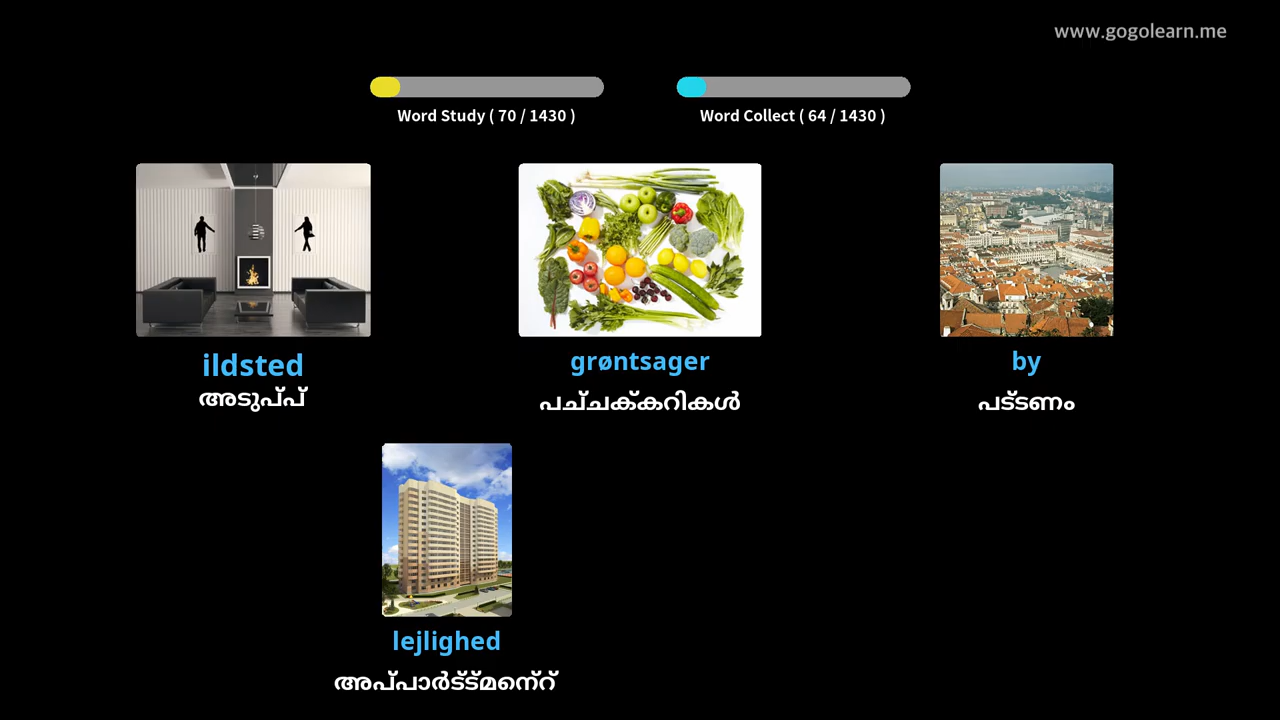 www.gogolearn.me
Word Study ( 70 / 1430 )
Word Collect ( 64 / 1430 )
ildsted
അടുപ്പ്
grøntsager
പച്ചക്കറികൾ
by
പട്ടണം
lejlighed
അപ്പാർട്ട്മെന്റ്